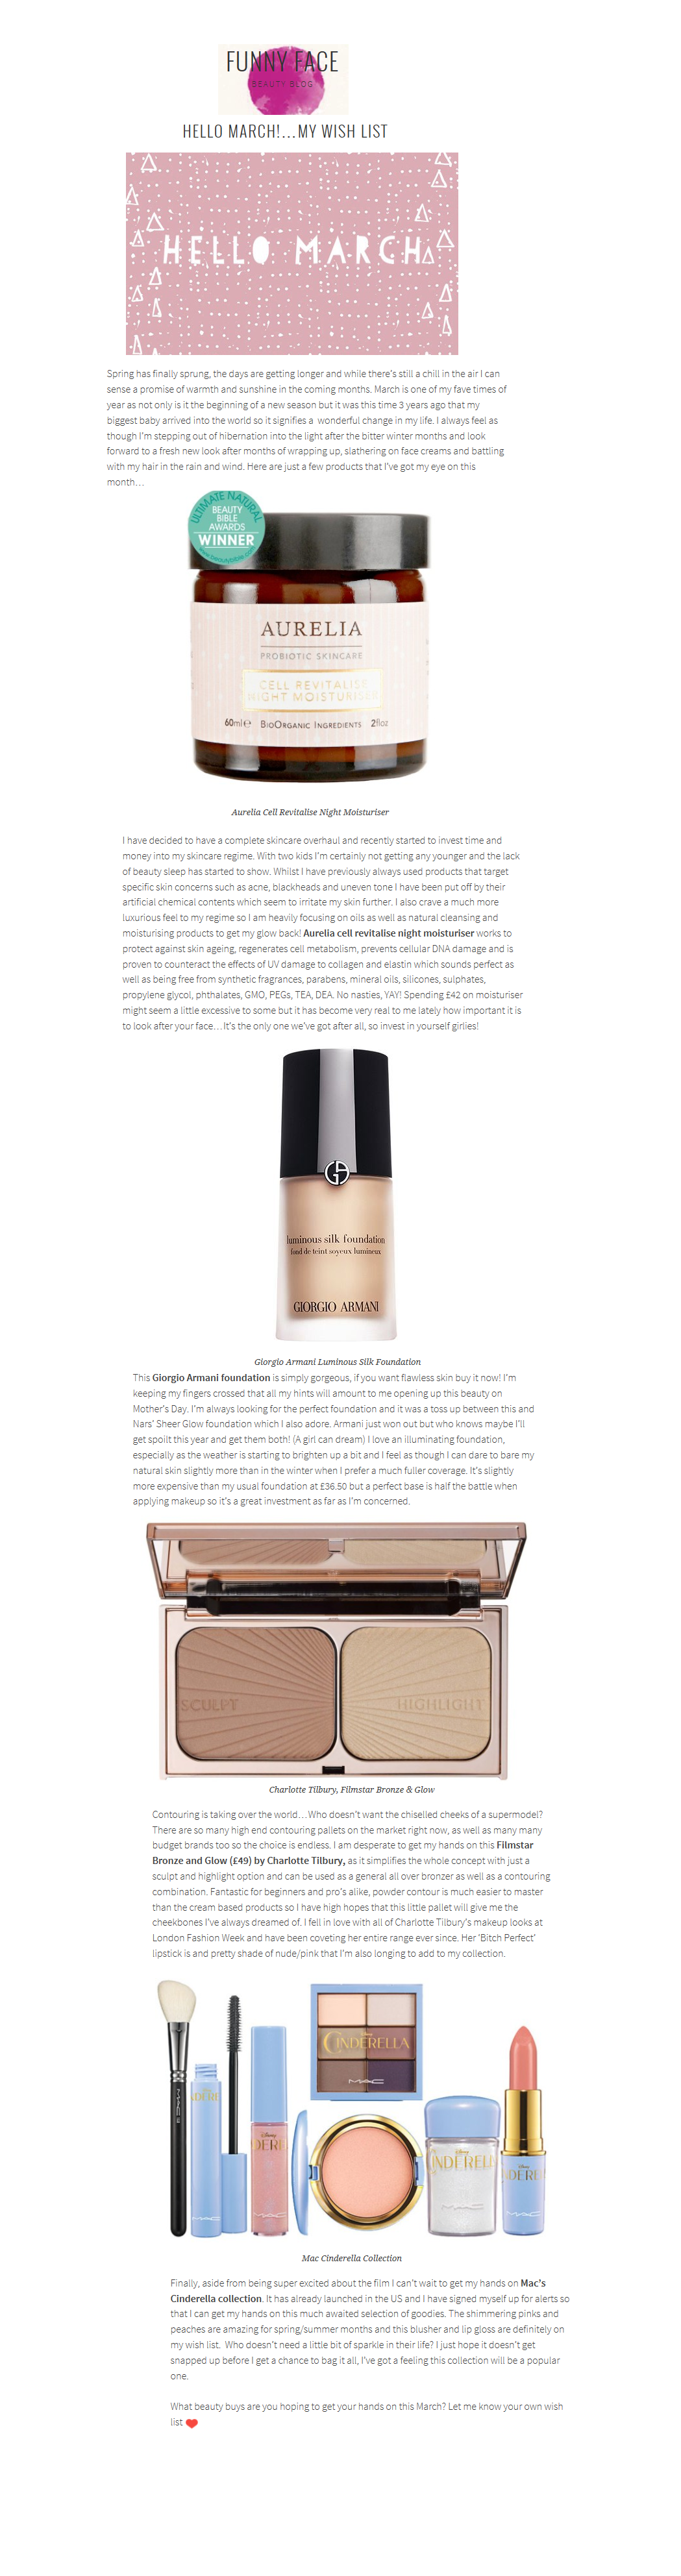 FUNNY FACE
BEAUTY BLOG
HELLO MARCH!...MY WISH LIST
HELLO MARCH
Spring has finally sprung, the days are getting longer and while there's still a chill in the air I can
sense a promise of warmth and sunshine in the coming months. March is one of my fave times of
year as not only is it the beginning of a new season but it was this time 3 years ago that my
biggest baby arrived into the world so it signifies a  wonderful change in my life. I always feel as
though I'm stepping out of hibernation into the light after the bitter winter months and look
forward to a fresh new look after months of wrapping up, slathering on face creams and battling
with my hair in the rain and wind. Here are just a few products that I've got my eye on this
month…
ULTIMATE NATURAL
BEAUTY
BIBLE
AWARDS
WINNER
AURELIA
PROBIOTIC SKINCARE
CELL REVITALISE
NIGHT MOISTURISER
60ml e BIOORGANIC INGREDIENTS 2floz
Aurelia Cell Revitalise Night Moisturiser
I have decided to have a complete skincare overhaul and recently started to invest time and
money into my skincare regime. With two kids I'm certainly not getting any younger and the lack
of beauty sleep has started to show. Whilst I have previously always used products that target
specific skin concerns such as acne, blackheads and uneven tone I have been put off by their
artificial chemical contents which seem to irritate my skin further. I also crave a much more
luxurious feel to my regime so I am heavily focusing on oils as well as natural cleansing and
moisturising products to get my glow back! Aurelia cell revitalise night moisturiser works to
protect against skin ageing, regenerates cell metabolism, prevents cellular DNA damage and is
proven to counteract the effects of UV damage to collagen and elastin which sounds perfect as
well as being free from synthetic fragrances, parabens, mineral oils, silicones, sulphates,
propylene glycol, phthalates, GMO, PEGs, TEA, DEA. No nasties, YAY! Spending £42 on moisturiser
might seem a little excessive to some but it has become very real to me lately how important it is
to look after your face…It's the only one we've got after all, so invest in yourself girlies!
luminous silk foundation
fond de teint soyeux lumineux
GIORGIO ARMANI
Giorgio Armani Luminous Silk Foundation
This Giorgio Armani foundation is simply gorgeous, if you want flawless skin buy it now! I'm
keeping my fingers crossed that all my hints will amount to me opening up this beauty on
Mother's Day. I'm always looking for the perfect foundation and it was a toss up between this and
Nars' Sheer Glow foundation which I also adore. Armani just won out but who knows maybe I'll
get spoilt this year and get them both! (A girl can dream) I love an illuminating foundation,
especially as the weather is starting to brighten up a bit and I feel as though I can dare to bare my
natural skin slightly more than in the winter when I prefer a much fuller coverage. It's slightly
more expensive than my usual foundation at £36.50 but a perfect base is half the battle when
applying makeup so it's a great investment as far as I'm concerned.
SCULPT HIGHLIGHT
Charlotte Tilbury, Filmstar Bronze & Glow
Contouring is taking over the world…Who doesn't want the chiselled cheeks of a supermodel?
There are so many high end contouring pallets on the market right now, as well as many many
budget brands too so the choice is endless. I am desperate to get my hands on this Filmstar
Bronze and Glow (£49) by Charlotte Tilbury, as it simplifies the whole concept with just a
sculpt and highlight option and can be used as a general all over bronzer as well as a contouring
combination. Fantastic for beginners and pro's alike, powder contour is much easier to master
than the cream based products so I have high hopes that this little pallet will give me the
cheekbones I've always dreamed of. I fell in love with all of Charlotte Tilbury's makeup looks at
London Fashion Week and have been coveting her entire range ever since. Her 'Bitch Perfect'
lipstick is and pretty shade of nude/pink that I'm also longing to add to my collection.
CINDERELLA
MAC
Mac Cinderella Collection
Finally, aside from being super excited about the film I can't wait to get my hands on Mac's
Cinderella collection. It has already launched in the US and I have signed myself up for alerts so
that I can get my hands on this much awaited selection of goodies. The shimmering pinks and
peaches are amazing for spring/summer months and this blusher and lip gloss are definitely on
my wish list.  Who doesn't need a little bit of sparkle in their life? I just hope it doesn't get
snapped up before I get a chance to bag it all, I've got a feeling this collection will be a popular
one.
What beauty buys are you hoping to get your hands on this March? Let me know your own wish
list